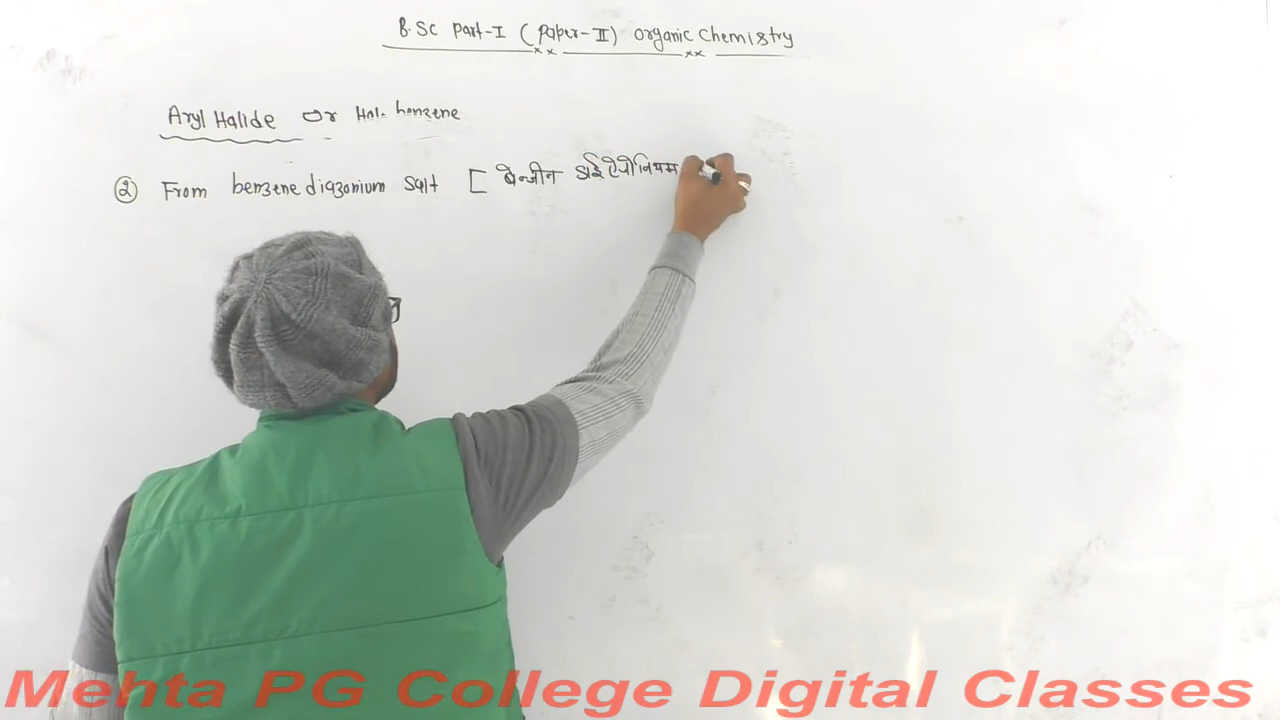 B.Sc Part-I (Paper-II) Organic Chemistry
Aryl Halide Or Halo benzene
② From benzene diazonium Salt [ बेन्जीन डाईऐजोनियम
Mehta PG College Digital Classes